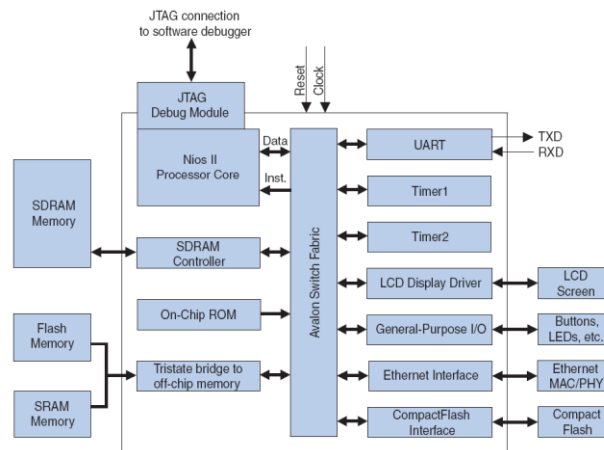 JTAG connection
to software debugger
Reset
Clock
JTAG
Debug Module
Nios II
Processor Core
Data
Inst.
UART
TXD
RXD
Timer1
Timer2
SDRAM
Memory
SDRAM
Controller
Avalon Switch Fabric
LCD Display Driver
LCD
Screen
On-Chip ROM
General-Purpose I/O
Buttons,
LEDs, etc.
Flash
Memory
Tristate bridge to
off-chip memory
Ethernet Interface
Ethernet
MAC/PHY
SRAM
Memory
CompactFlash
Interface
Compact
Flash